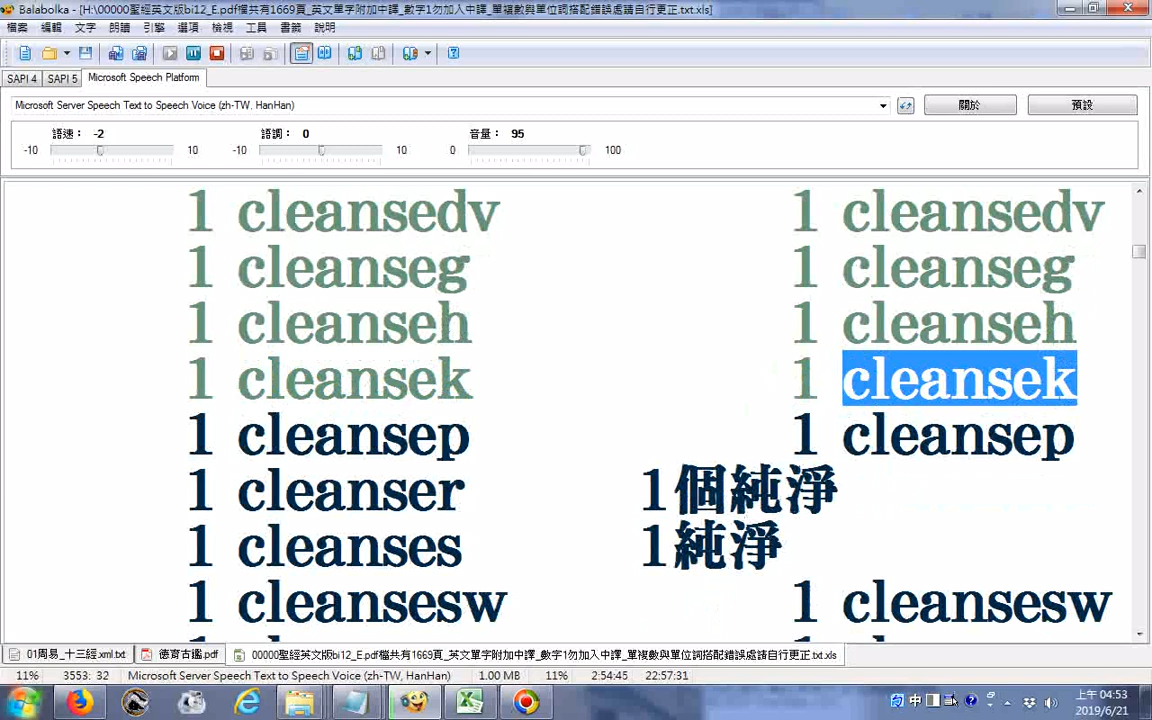 Balabolka - [H:\00000聖經英文版bi12_E.pdf檔共有1669頁_英文單字附加中譯_數字1勿加入中譯_單複數與單位詞搭配錯誤處請自行更正.txt.xls]
檔案 編輯 文字 朗讀 引擎 選項 檢視 工具 書籤 說明
SAPI 4 SAPI 5 Microsoft Speech Platform
Microsoft Server Speech Text to Speech Voice (zh-TW, HanHan) 關於 預設
語速： -2 語調： 0 音量： 95
-10 10 -10 10 0 100
1 cleansedv 1 cleansedv
1 cleanseg 1 cleanseg
1 cleanseh 1 cleanseh
1 cleansek 1 cleansek
1 cleansep 1 cleansep
1 cleanser 1個純淨
1 cleanses 1純淨
1 cleansesw 1 cleansesw
01周易_十三經.xml.txt 德育古鑑.pdf 00000聖經英文版bi12_E.pdf檔共有1669頁_英文單字附加中譯_數字1勿加入中譯_單複數與單位詞搭配錯誤處請自行更正.txt.xls
11% 3553: 32 Microsoft Server Speech Text to Speech Voice (zh-TW, HanHan) 1.00 MB 11% 2:54:45 22:57:31
中 上午 04:53
2019/6/21